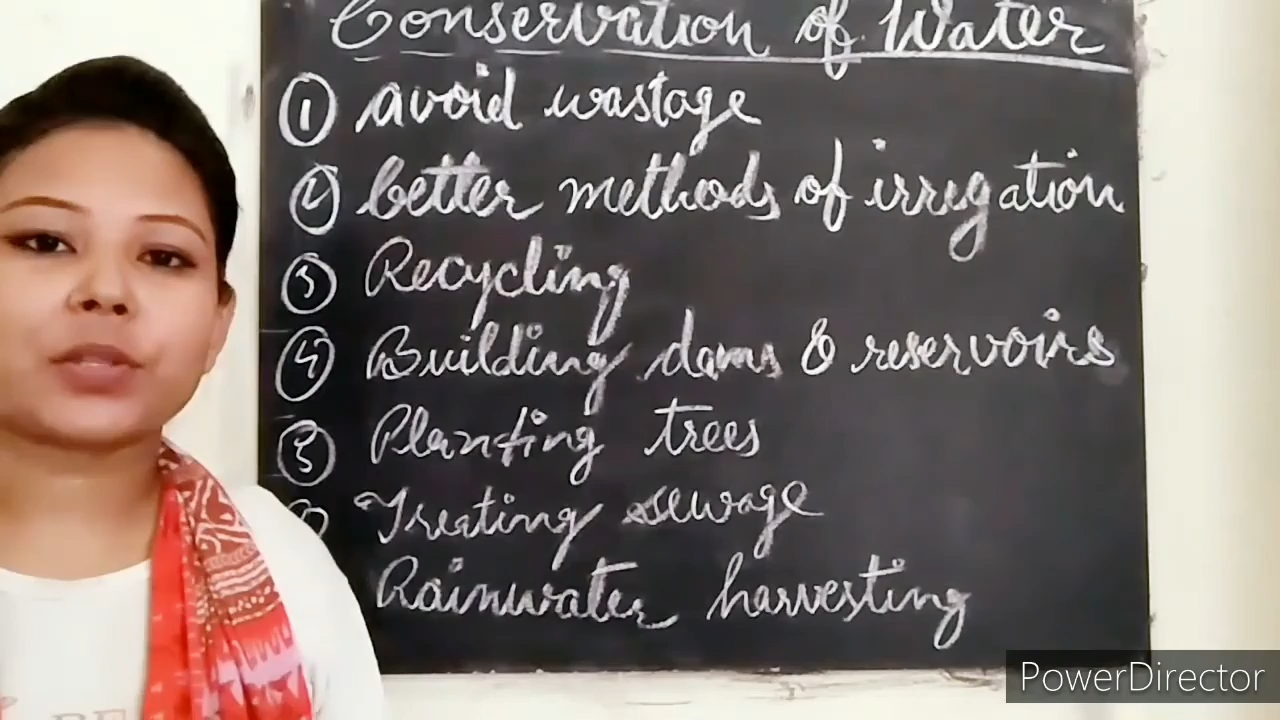 Conservation of Water
① avoid wastage
② better methods of irregation
③ Recycling
④ Building dams & reservoirs
⑤ Planting trees
Treating sewage
Rainwater harvesting
PowerDirector